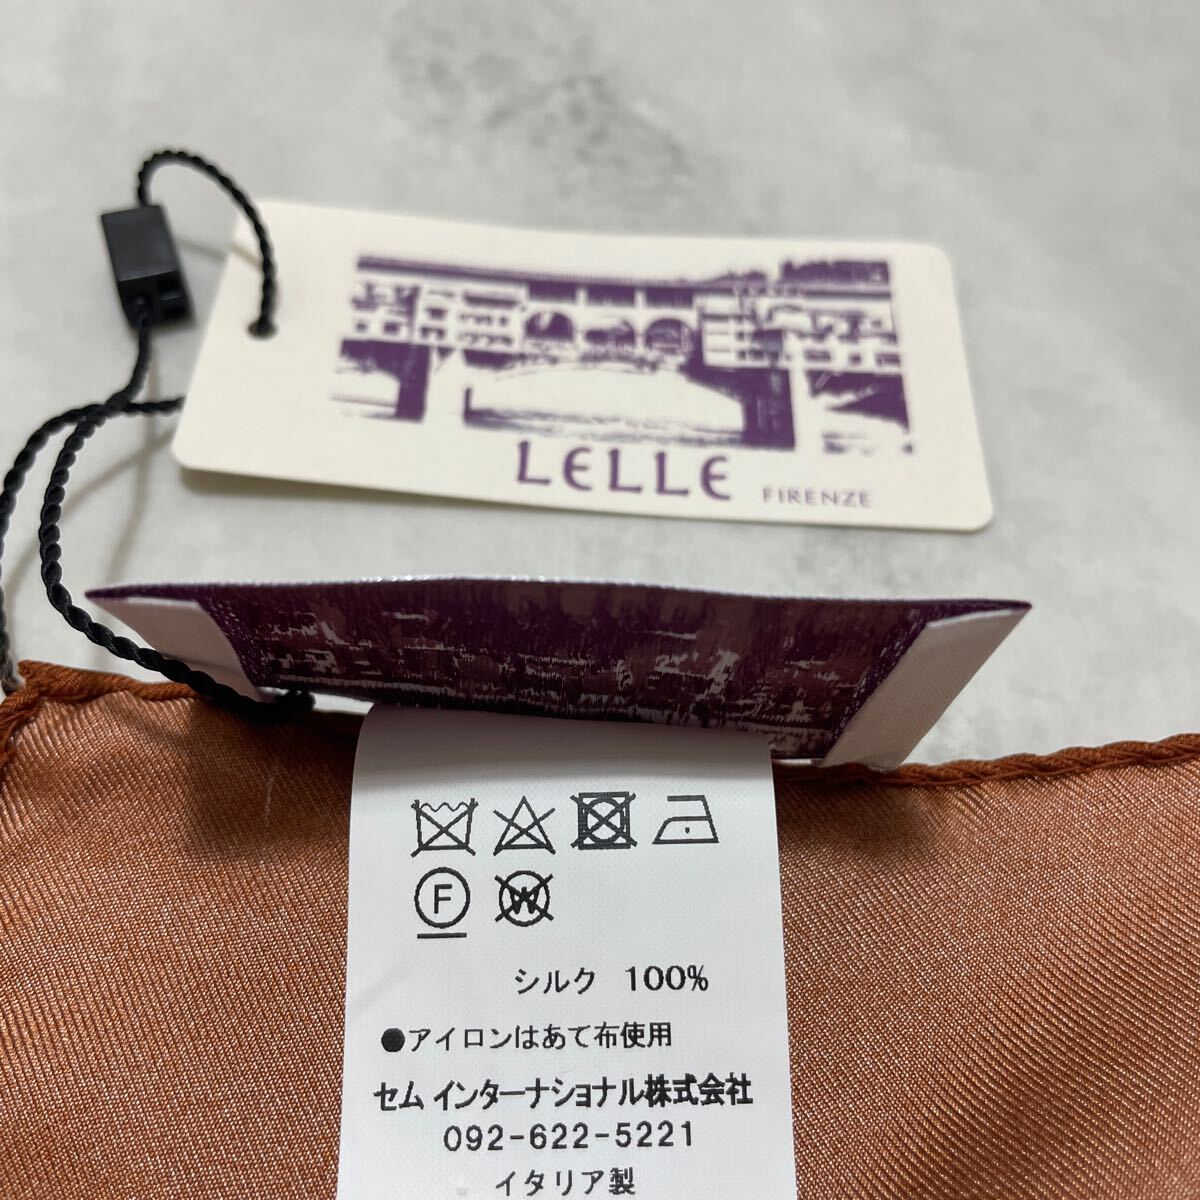 LELLE FIRENZE
F W
シルク 100%
●アイロンはあて布使用
セム インターナショナル株式会社
092-622-5221
イタリア製